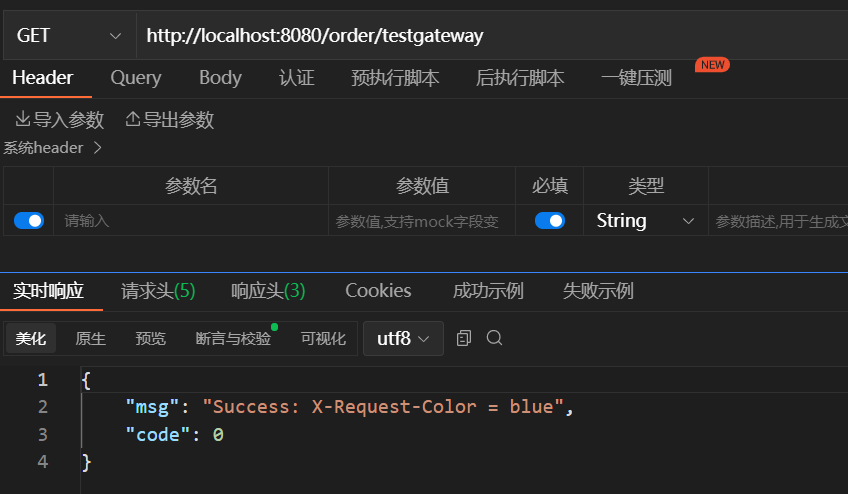 GET http://localhost:8080/order/testgateway
Header Query Body 认证 预执行脚本 后执行脚本 一键压测 NEW
导入参数 导出参数
系统header
参数名 参数值 必填 类型
请输入 参数值,支持mock字段变 String 参数描述,用于生成文
实时响应 请求头(5) 响应头(3) Cookies 成功示例 失败示例
美化 原生 预览 断言与校验 可视化 utf8
1 {
2 "msg": "Success: X-Request-Color = blue",
3 "code": 0
4 }